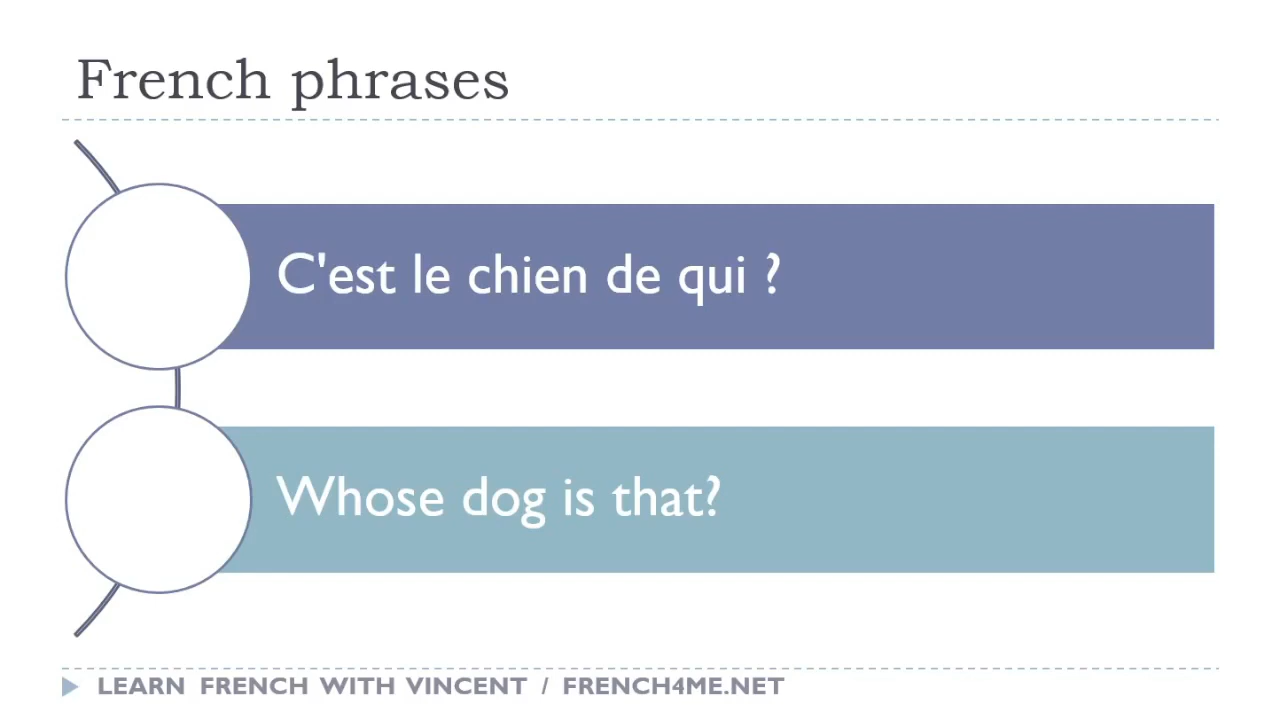 French phrases
C'est le chien de qui ?
Whose dog is that?
LEARN FRENCH WITH VINCENT / FRENCH4ME.NET